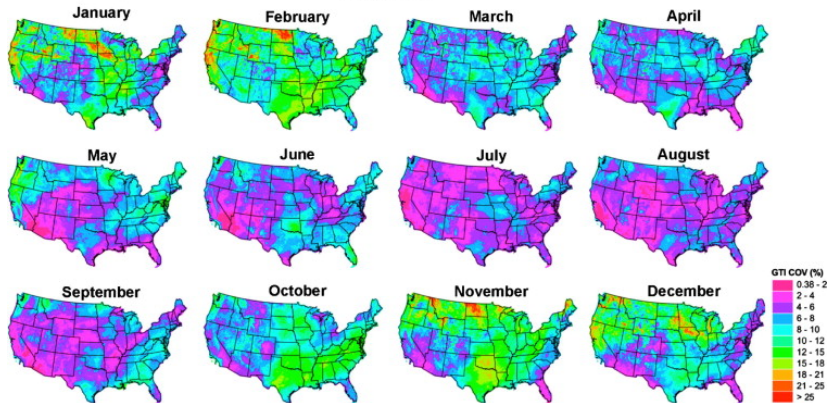 January
February
March
April
May
June
July
August
September
October
November
December
GTI COV (%)
0.38 - 2
2 - 4
4 - 6
6 - 8
8 - 10
10 - 12
12 - 15
15 - 18
18 - 21
21 - 25
> 25